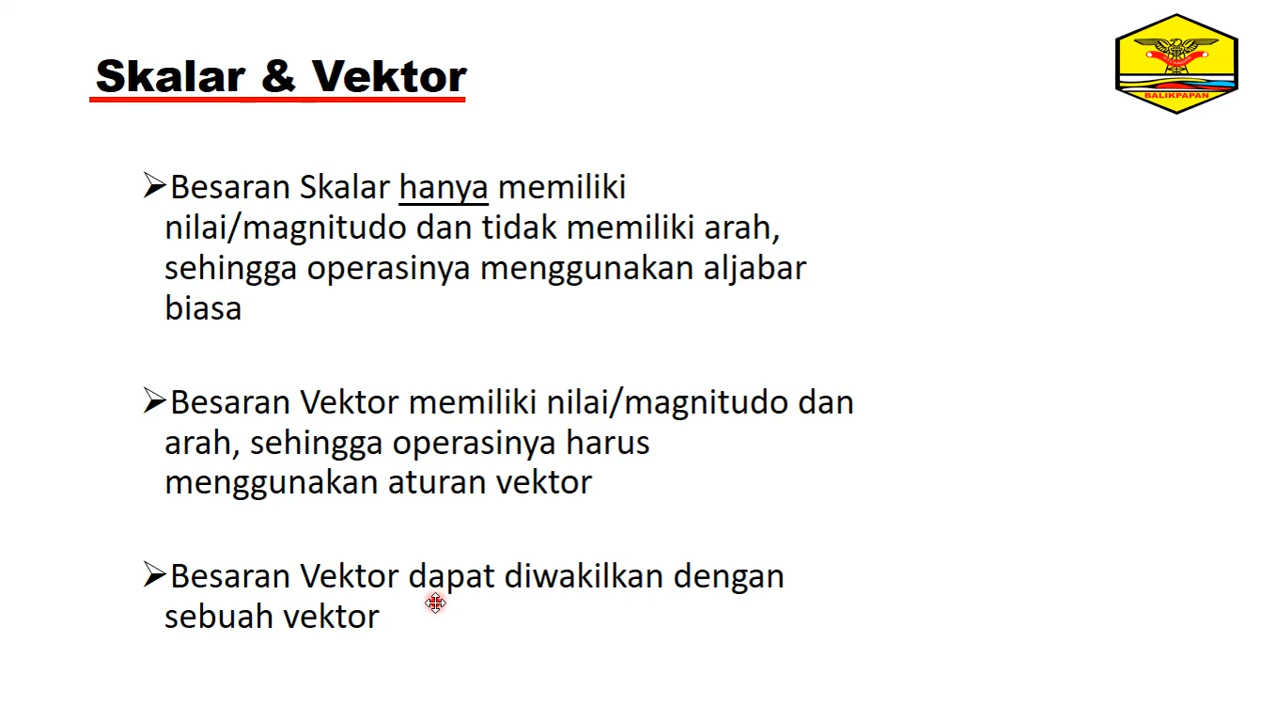 Skalar & Vektor
BALIKPAPAN
➢Besaran Skalar hanya memiliki
nilai/magnitudo dan tidak memiliki arah,
sehingga operasinya menggunakan aljabar
biasa
➢Besaran Vektor memiliki nilai/magnitudo dan
arah, sehingga operasinya harus
menggunakan aturan vektor
➢Besaran Vektor dapat diwakilkan dengan
sebuah vektor